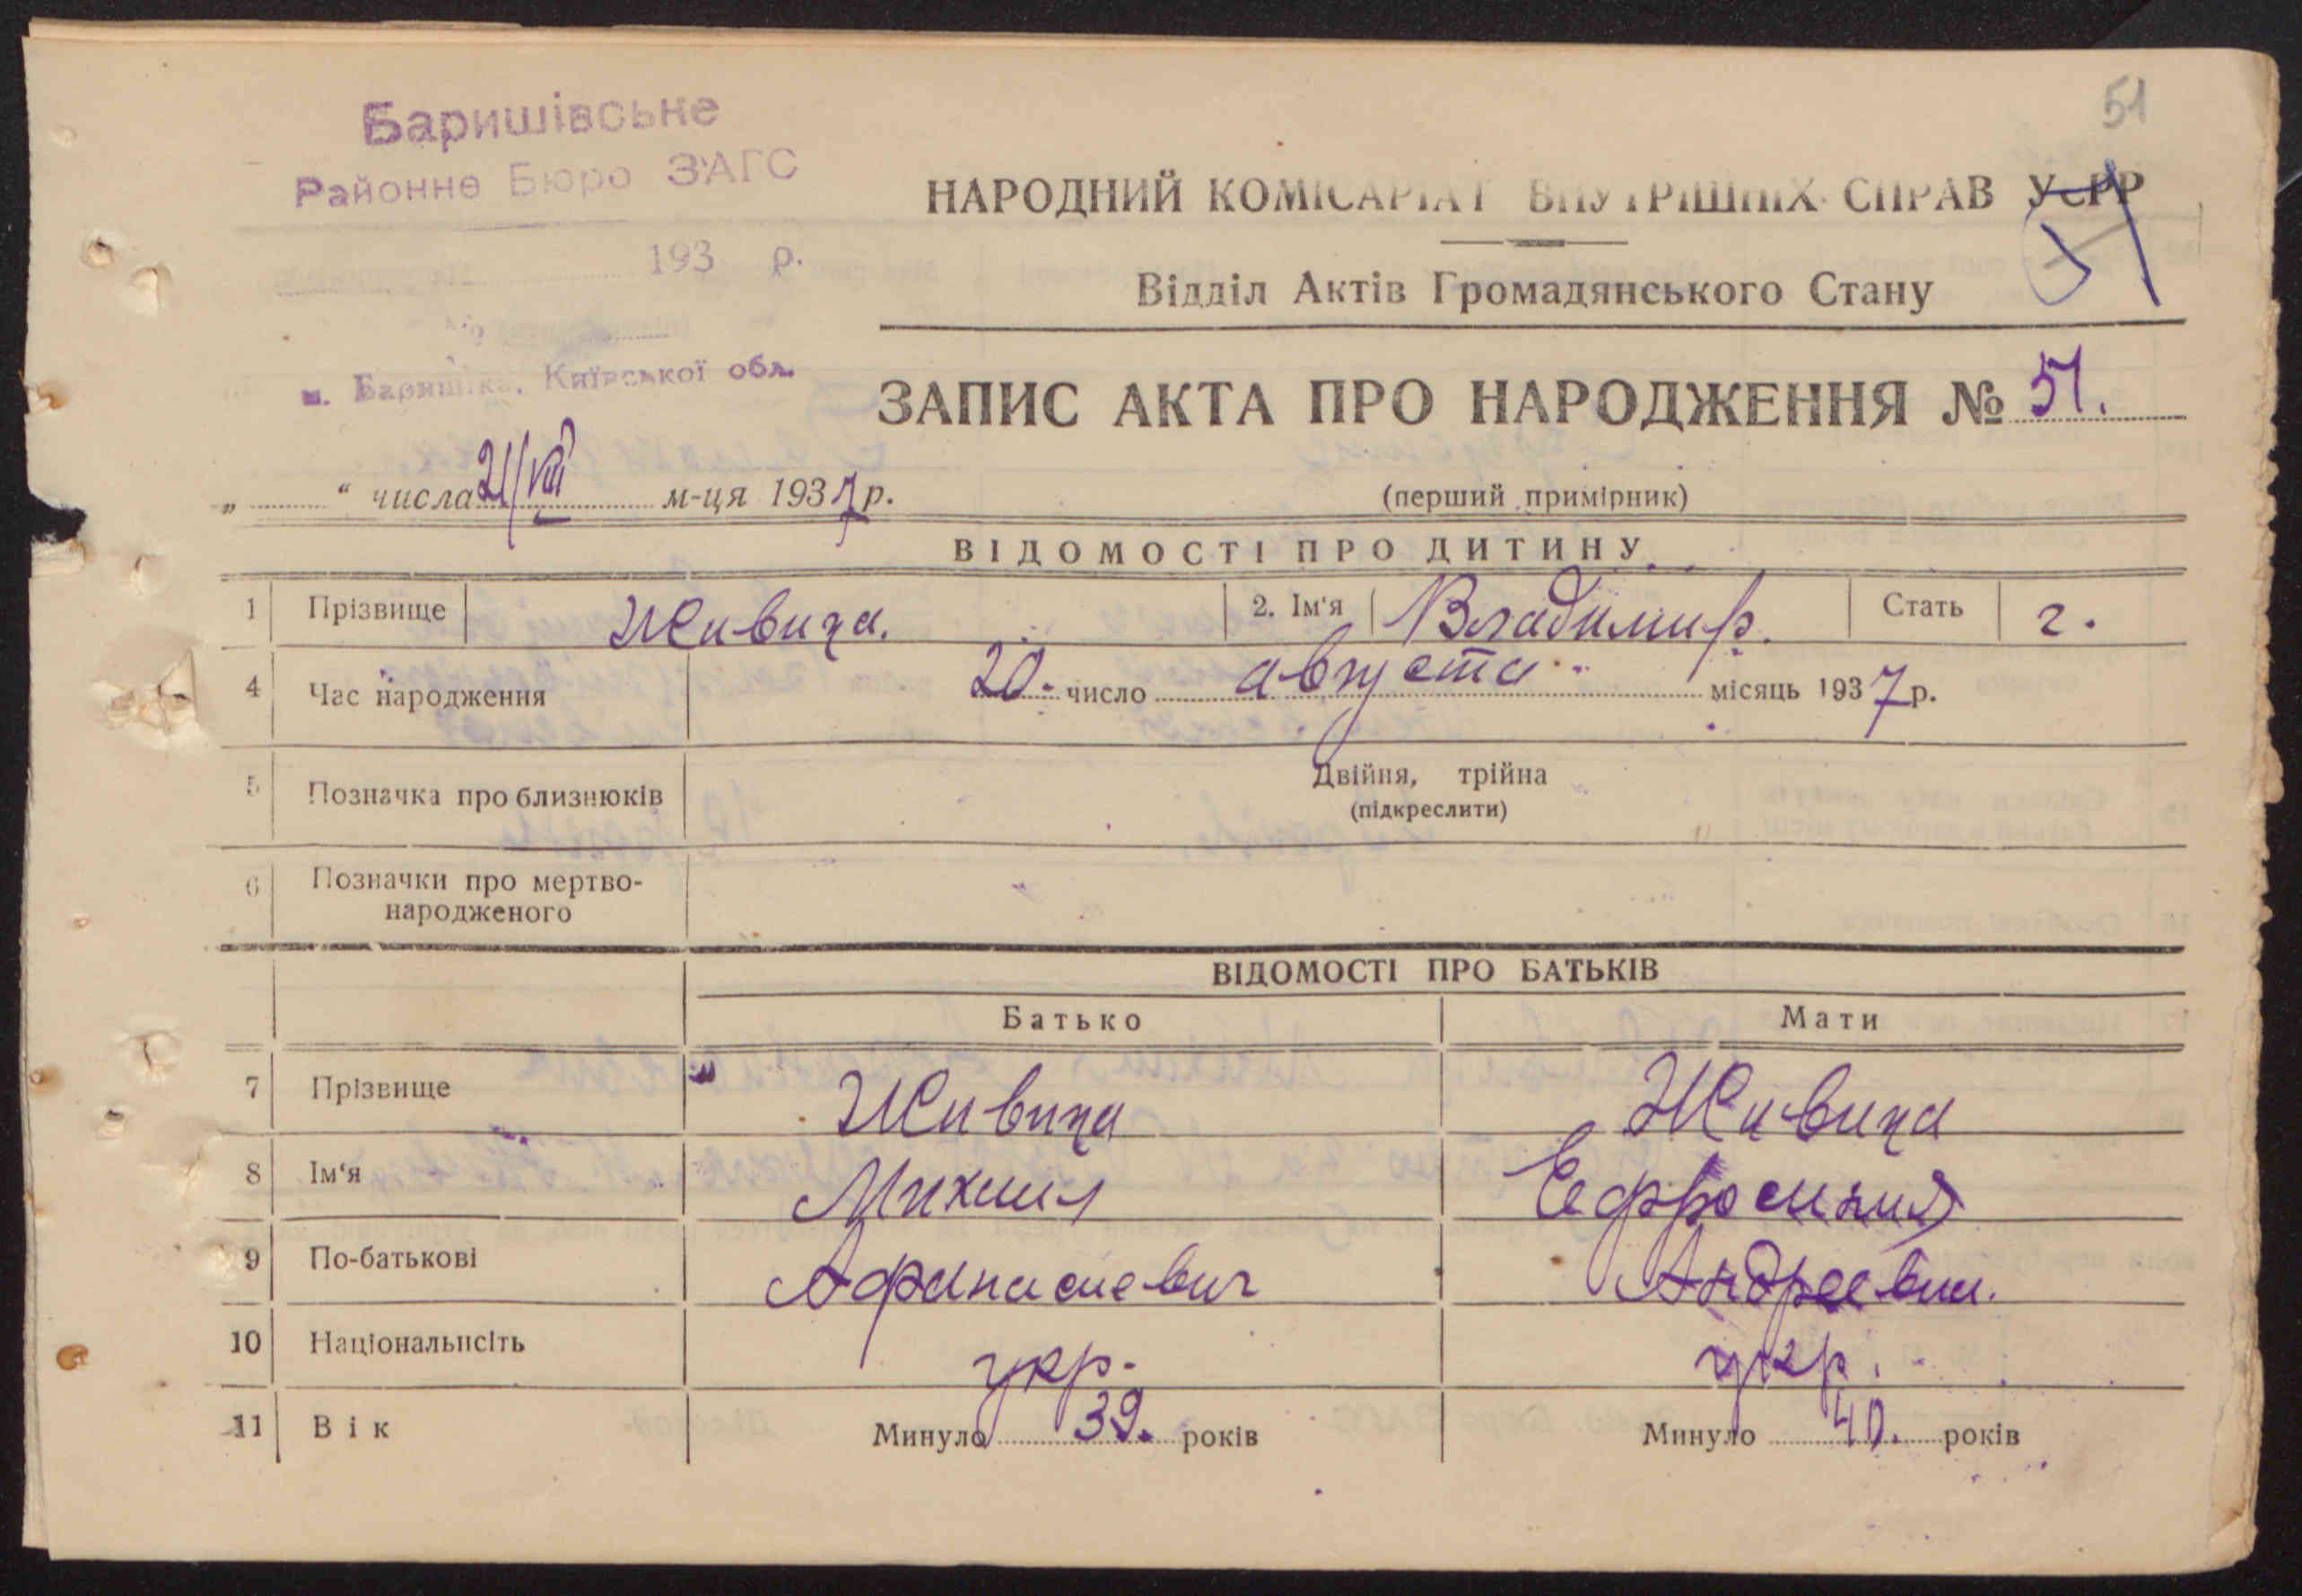 51
Баришівське
Районне Бюро ЗАГС
193 р.
м. Баришівка, Київської обл.
НАРОДНИЙ КОМІСАРІАТ ВНУТРІШНІХ СПРАВ УСРР
51
Відділ Актів Громадянського Стану
ЗАПИС АКТА ПРО НАРОДЖЕННЯ № 51.
„ “ числа 21/VIII м-ця 1937 р.
(перший примірник)
ВІДОМОСТІ ПРО ДИТИНУ
1 Прізвище Живица. 2. Ім‘я Владимир. Стать г.
4 Час народження 20. число августа місяць 1937 р.
5 Позначка про близнюків Двійня, трійна
(підкреслити)
6 Позначки про мертво-
народженого
ВІДОМОСТІ ПРО БАТЬКІВ
Батько Мати
7 Прізвище Живица Живица
8 Ім‘я Михаил Ефросиния
9 По-батькові Афанасиевич Андреевна.
10 Національність укр. укр.
11 Вік Минуло 39. років Минуло 40. років